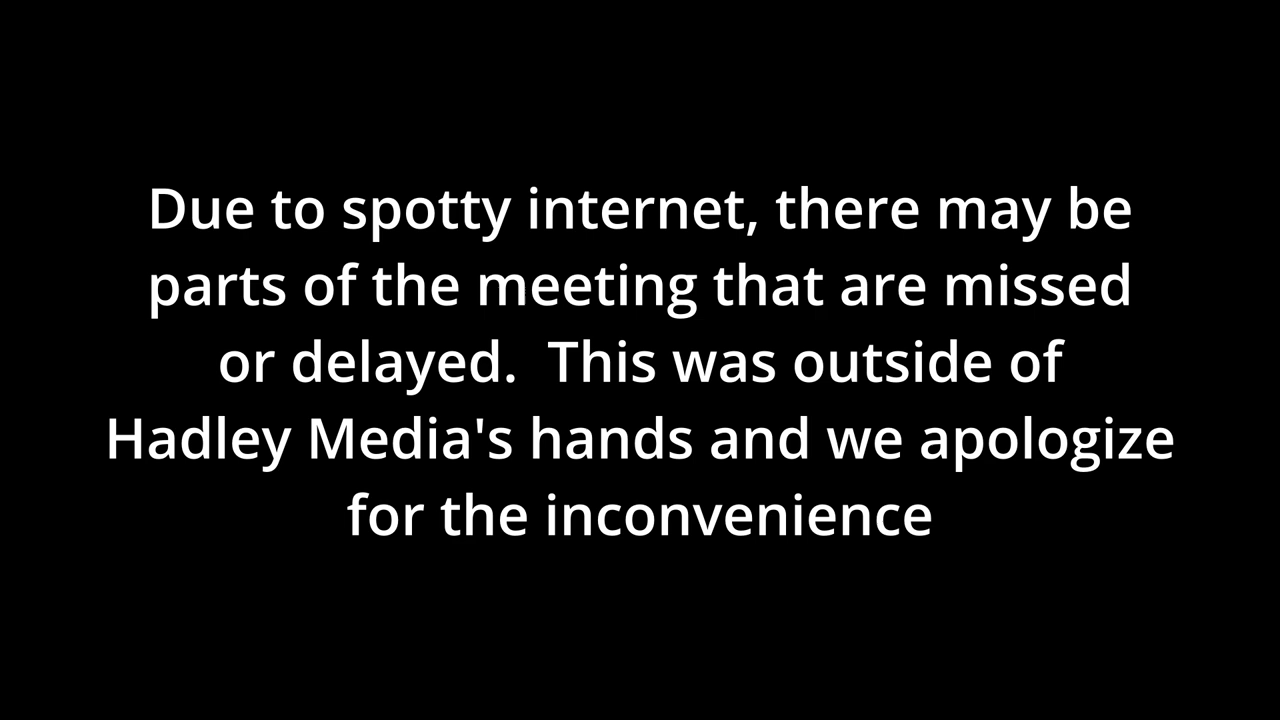 Due to spotty internet, there may be
parts of the meeting that are missed
or delayed.  This was outside of
Hadley Media's hands and we apologize
for the inconvenience